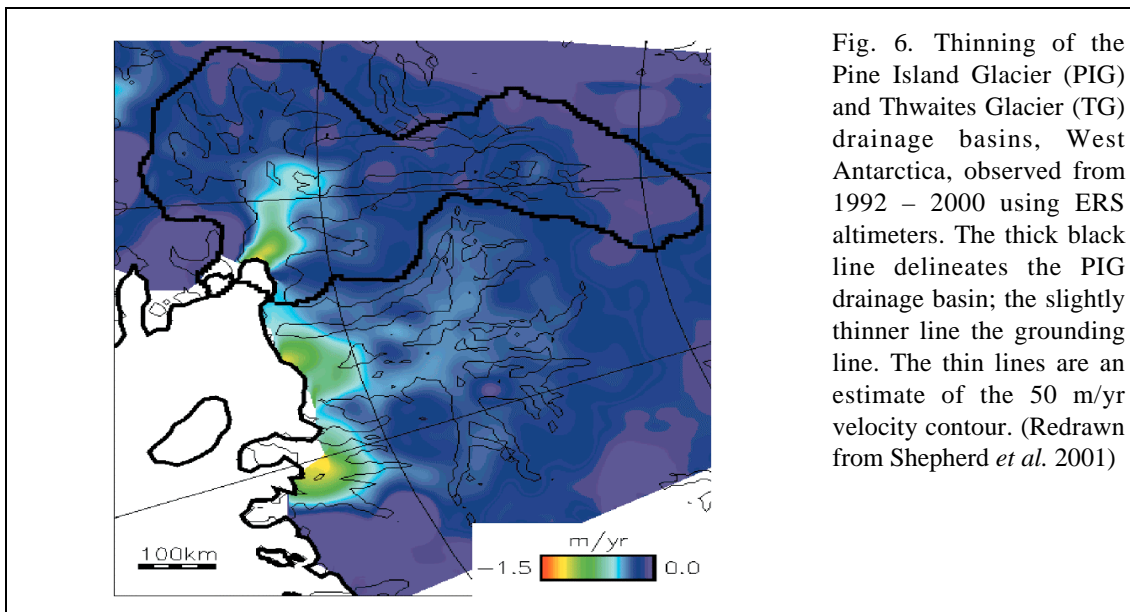 Fig. 6. Thinning of the
Pine Island Glacier (PIG)
and Thwaites Glacier (TG)
drainage basins, West
Antarctica, observed from
1992 – 2000 using ERS
altimeters. The thick black
line delineates the PIG
drainage basin; the slightly
thinner line the grounding
line. The thin lines are an
estimate of the 50 m/yr
velocity contour. (Redrawn
from Shepherd et al. 2001)
100km
m/yr
−1.5 0.0